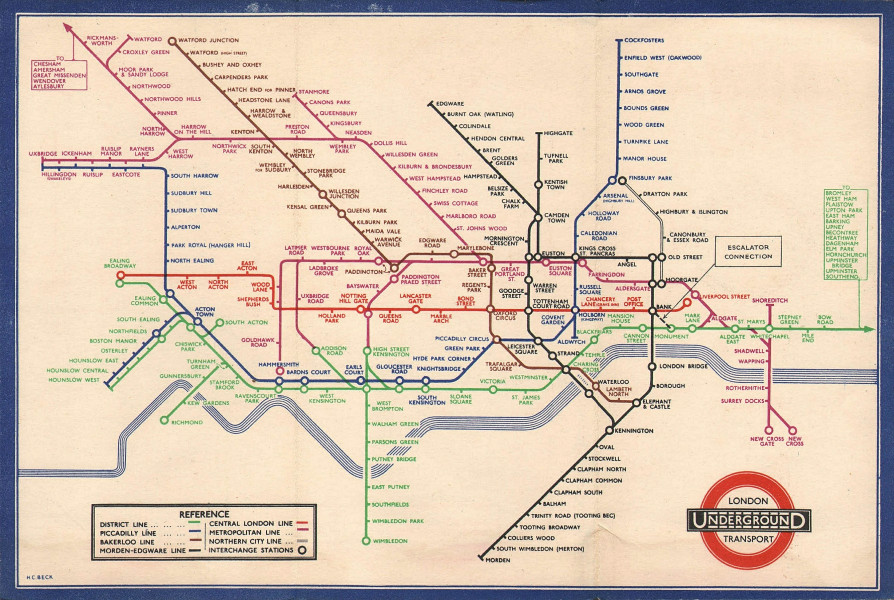 RICKMANS-
WORTH
WATFORD
CROXLEY GREEN
TO
CHESHAM
AMERSHAM
GREAT MISSENDEN
WENDOVER
AYLESBURY
MOOR PARK
& SANDY LODGE
NORTHWOOD
NORTHWOOD HILLS
PINNER
NORTH
HARROW
HARROW
ON THE HILL
UXBRIDGE
ICKENHAM
RUISLIP
MANOR
RAYNERS
LANE
WEST
HARROW
HILLINGDON
RUISLIP
EASTCOTE
WATFORD JUNCTION
WATFORD (HIGH STREET)
BUSHEY AND OXHEY
CARPENDERS PARK
HATCH END FOR PINNER
HEADSTONE LANE
HARROW &
WEALDSTONE
KENTON
NORTHWICK
PARK
SOUTH
KENTON
PRESTON
ROAD
NORTH
WEMBLEY
WEMBLEY
FOR SUDBURY
STONEBRIDGE
PARK
HARLESDEN
WILLESDEN
JUNCTION
KENSAL GREEN
QUEENS PARK
KILBURN PARK
MAIDA VALE
WARWICK
AVENUE
STANMORE
CANONS PARK
QUEENSBURY
KINGSBURY
NEASDEN
WEMBLEY
PARK
DOLLIS HILL
WILLESDEN GREEN
KILBURN & BRONDESBURY
WEST HAMPSTEAD
FINCHLEY ROAD
SWISS COTTAGE
MARLBORO ROAD
ST. JOHNS WOOD
EDGWARE
BURNT OAK (WATLING)
COLINDALE
HENDON CENTRAL
BRENT
GOLDERS
GREEN
HAMPSTEAD
BELSIZE
PARK
CHALK
FARM
HIGHGATE
TUFNELL
PARK
KENTISH
TOWN
CAMDEN
TOWN
MORNINGTON
CRESCENT
COCKFOSTERS
ENFIELD WEST (OAKWOOD)
SOUTHGATE
ARNOS GROVE
BOUNDS GREEN
WOOD GREEN
TURNPIKE LANE
MANOR HOUSE
FINSBURY PARK
ARSENAL
(HIGHBURY HILL)
DRAYTON PARK
HOLLOWAY
ROAD
HIGHBURY & ISLINGTON
CALEDONIAN
ROAD
CANONBURY
& ESSEX ROAD
TO
BROMLEY
WEST HAM
PLAISTOW
UPTON PARK
EAST HAM
BARKING
UPNEY
BECONTREE
HEATHWAY
DAGENHAM
ELM PARK
HORNCHURCH
UPMINSTER
BRIDGE
UPMINSTER
SOUTHEND
SOUTH HARROW
SUDBURY HILL
SUDBURY TOWN
ALPERTON
PARK ROYAL (HANGER HILL)
NORTH EALING
EALING
BROADWAY
WEST
ACTON
NORTH
ACTON
EAST
ACTON
WOOD
LANE
SHEPHERDS
BUSH
LATIMER
ROAD
WESTBOURNE
PARK
ROYAL
OAK
LADBROKE
GROVE
PADDINGTON
EDGWARE
ROAD
MARYLEBONE
PADDINGTON
PRAED STREET
BAYSWATER
BAKER
STREET
REGENTS
PARK
GREAT
PORTLAND
ST.
EUSTON
EUSTON
SQUARE
KINGS CROSS
ST. PANCRAS
ANGEL
OLD STREET
ESCALATOR
CONNECTION
FARRINGDON
ALDERSGATE
MOORGATE
LIVERPOOL STREET
SHOREDITCH
WARREN
STREET
GOODGE
STREET
RUSSELL
SQUARE
TOTTENHAM
COURT ROAD
CHANCERY
LANE
POST
OFFICE
BANK
UXBRIDGE
ROAD
HOLLAND
PARK
NOTTING
HILL GATE
QUEENS
ROAD
LANCASTER
GATE
MARBLE
ARCH
BOND
STREET
OXFORD
CIRCUS
COVENT
GARDEN
HOLBORN
(KINGSWAY)
EALING
COMMON
SOUTH EALING
ACTON
TOWN
SOUTH ACTON
NORTHFIELDS
BOSTON MANOR
OSTERLEY
HOUNSLOW EAST
HOUNSLOW CENTRAL
HOUNSLOW WEST
CHISWICK
PARK
TURNHAM
GREEN
GUNNERSBURY
STAMFORD
BROOK
KEW GARDENS
RICHMOND
GOLDHAWK
ROAD
HAMMERSMITH
RAVENSCOURT
PARK
BARONS COURT
WEST
KENSINGTON
ADDISON
ROAD
HIGH STREET
KENSINGTON
EARLS
COURT
GLOUCESTER
ROAD
SOUTH
KENSINGTON
KNIGHTSBRIDGE
HYDE PARK CORNER
GREEN PARK
PICCADILLY CIRCUS
SLOANE
SQUARE
VICTORIA
ST. JAMES
PARK
WESTMINSTER
LEICESTER
SQUARE
TRAFALGAR
SQUARE
STRAND
ALDWYCH
CHARING
CROSS
TEMPLE
BLACKFRIARS
MANSION
HOUSE
CANNON
STREET
MONUMENT
MARK
LANE
ALDGATE
ALDGATE
EAST
ST. MARYS
WHITECHAPEL
STEPNEY
GREEN
MILE
END
BOW
ROAD
SHADWELL
WAPPING
ROTHERHITHE
SURREY DOCKS
NEW CROSS
GATE
NEW
CROSS
LONDON BRIDGE
BOROUGH
ELEPHANT
& CASTLE
WATERLOO
LAMBETH
NORTH
KENNINGTON
OVAL
STOCKWELL
CLAPHAM NORTH
CLAPHAM COMMON
CLAPHAM SOUTH
BALHAM
TRINITY ROAD (TOOTING BEC)
TOOTING BROADWAY
COLLIERS WOOD
SOUTH WIMBLEDON (MERTON)
MORDEN
WEST
BROMPTON
WALHAM GREEN
PARSONS GREEN
PUTNEY BRIDGE
EAST PUTNEY
SOUTHFIELDS
WIMBLEDON PARK
WIMBLEDON
REFERENCE
DISTRICT LINE
PICCADILLY LINE
BAKERLOO LINE
MORDEN-EDGWARE LINE
CENTRAL LONDON LINE
METROPOLITAN LINE
NORTHERN CITY LINE
INTERCHANGE STATIONS
LONDON
UNDERGROUND
TRANSPORT
H.C. BECK